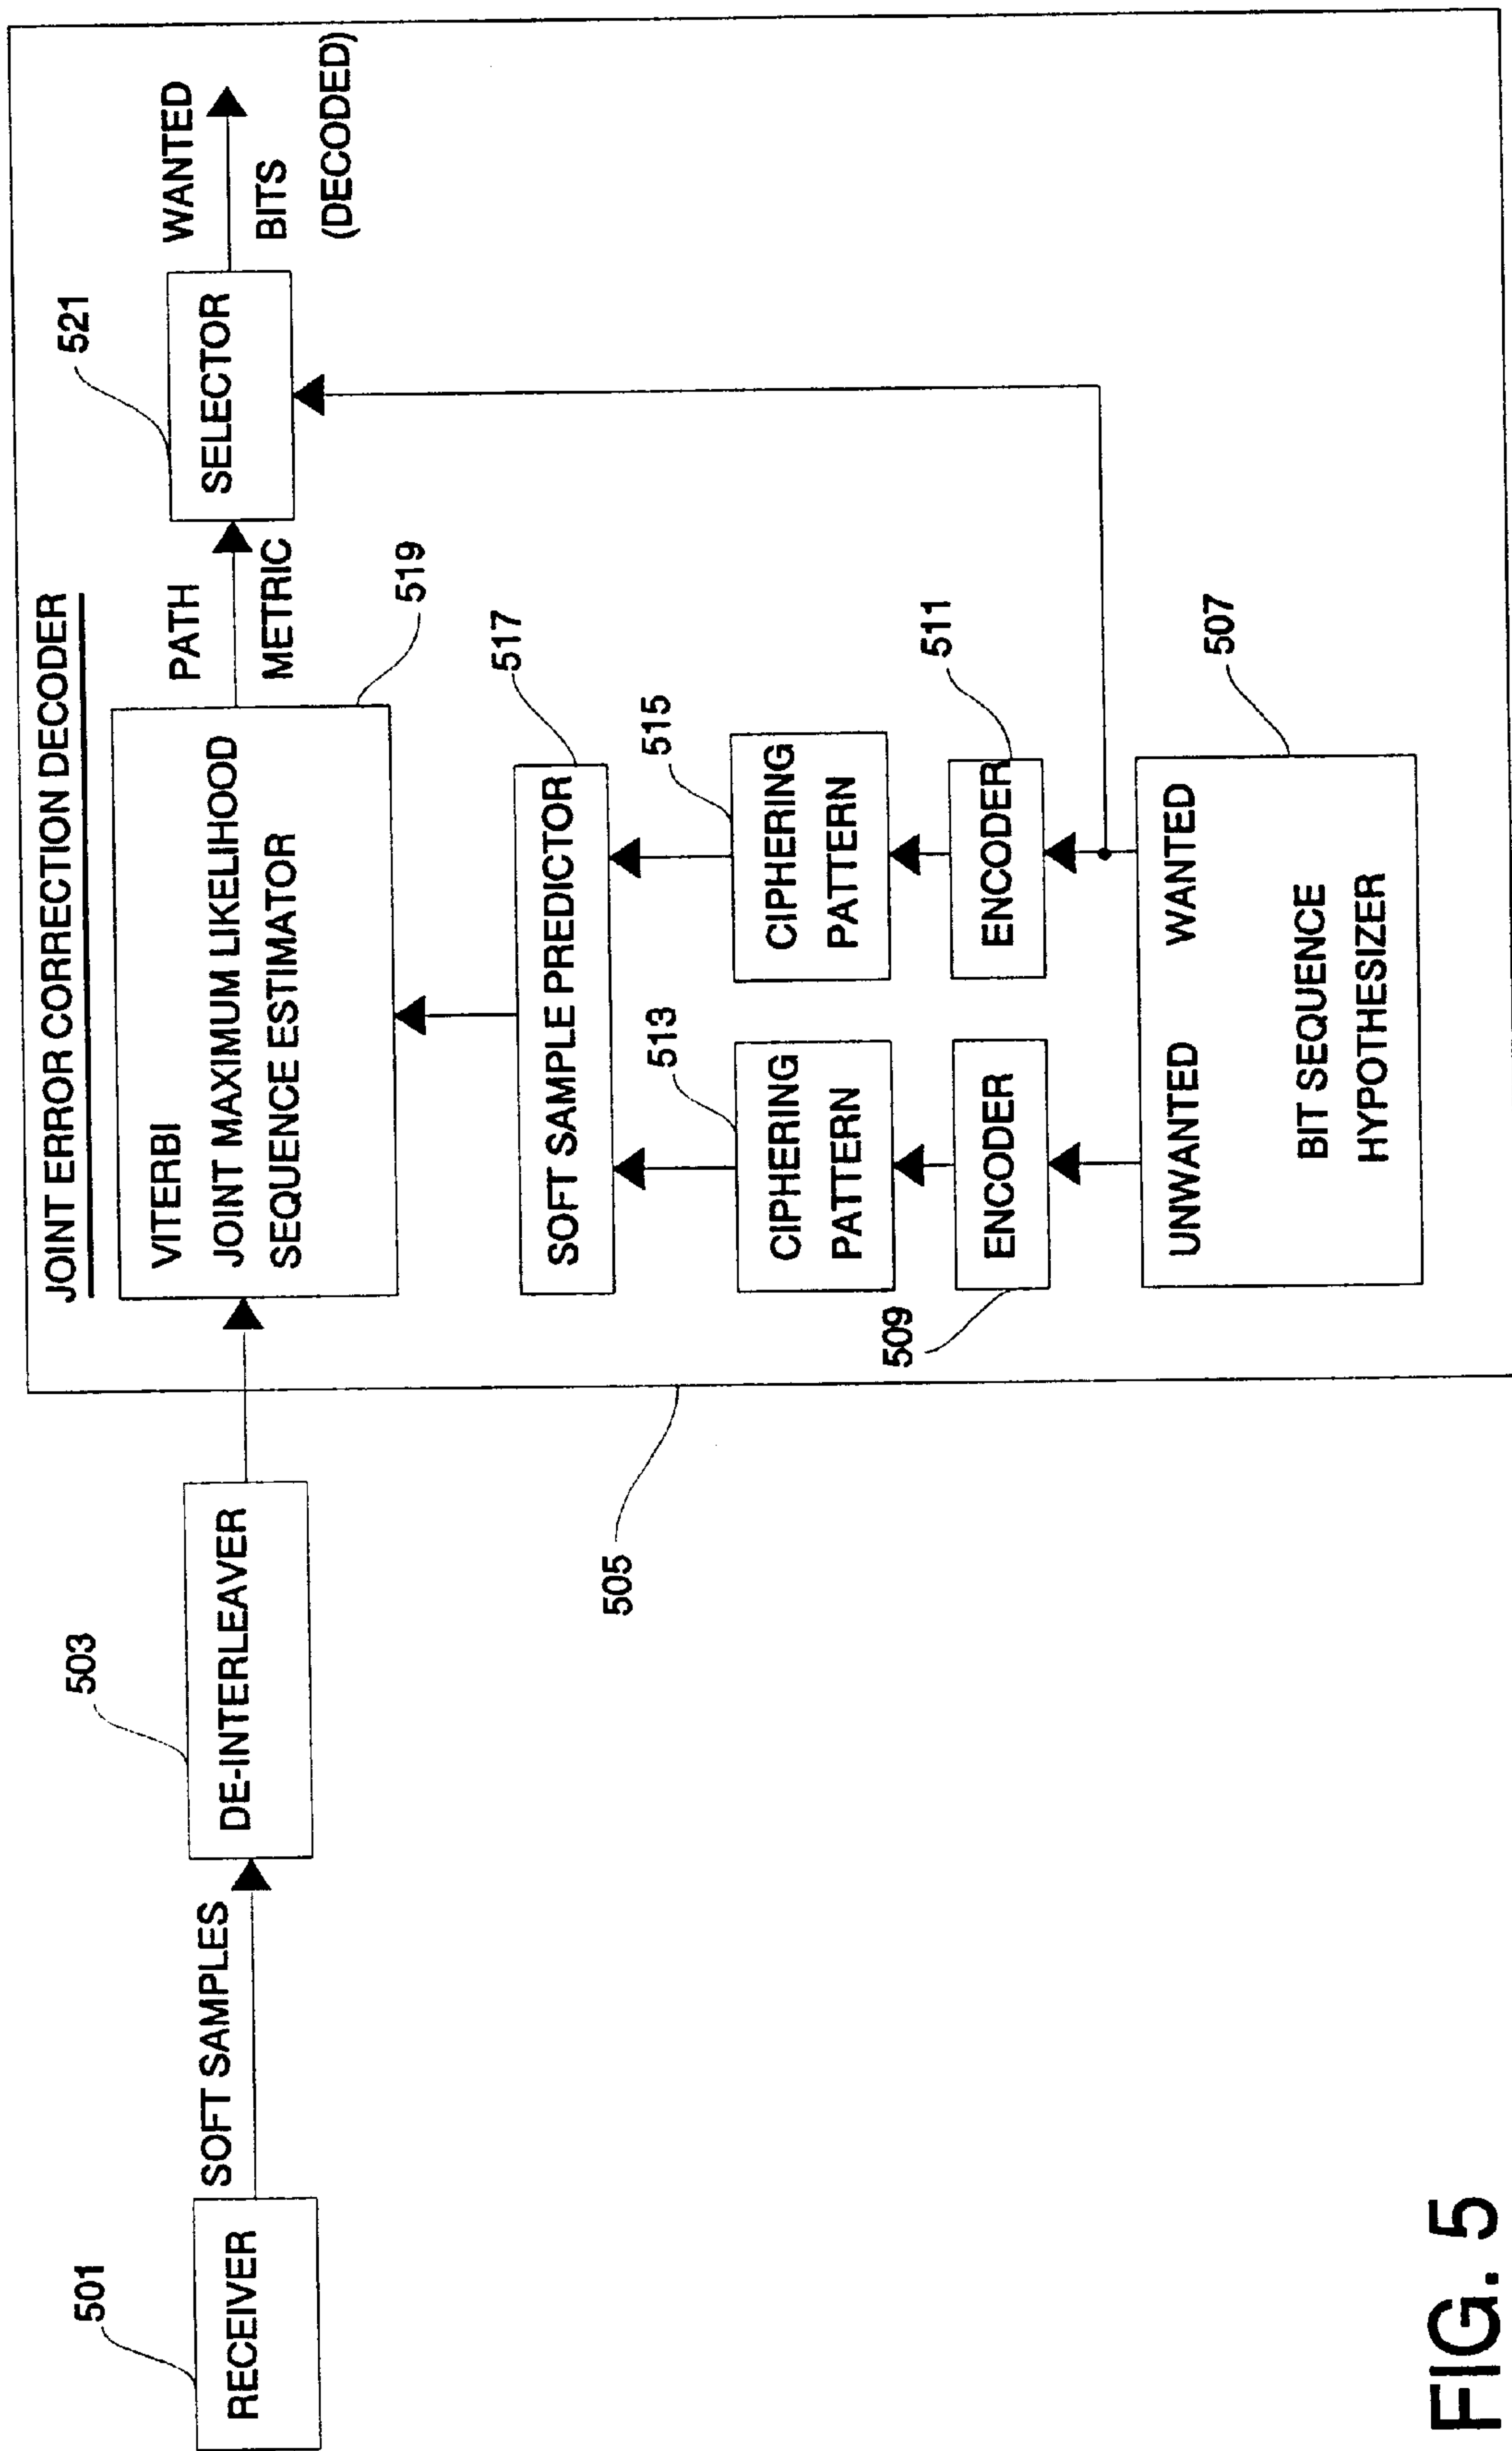 JOINT ERROR CORRECTION DECODER
501
RECEIVER
SOFT SAMPLES
503
DE-INTERLEAVER
505
VITERBI
JOINT MAXIMUM LIKELIHOOD
SEQUENCE ESTIMATOR
519
PATH
METRIC
521
SELECTOR
WANTED
BITS
(DECODED)
517
SOFT SAMPLE PREDICTOR
513
CIPHERING
PATTERN
515
CIPHERING
PATTERN
509
ENCODER
511
ENCODER
507
UNWANTED WANTED
BIT SEQUENCE
HYPOTHESIZER
FIG. 5